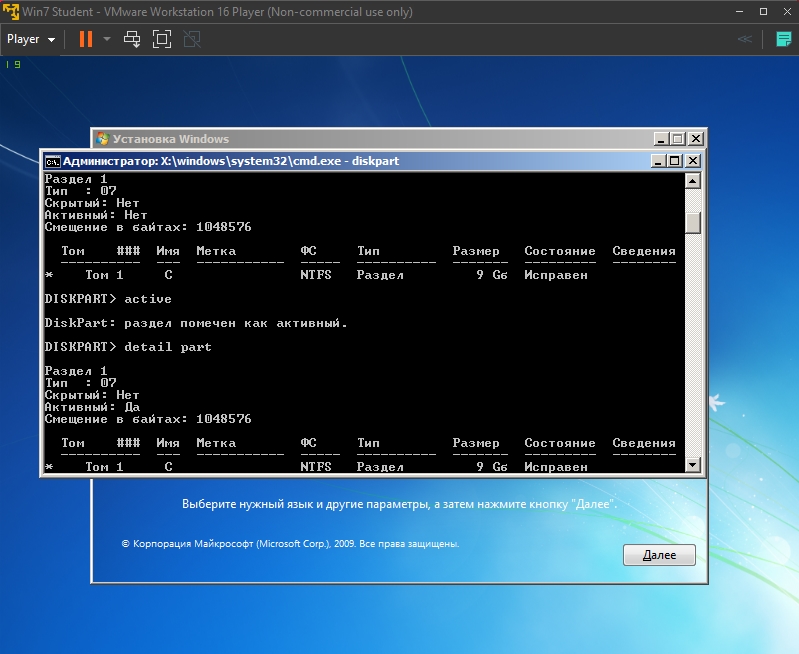 Win7 Student - VMware Workstation 16 Player (Non-commercial use only)
Player
19
Установка Windows
Администратор: X:\windows\system32\cmd.exe - diskpart
Раздел 1
Тип  : 07
Скрытый: Нет
Активный: Нет
Смещение в байтах: 1048576
Том    ###  Имя  Метка        ФС     Тип         Размер   Состояние  Сведения
*    Том 1     C                 NTFS   Раздел         9 Gб  Исправен
DISKPART> active
DiskPart: раздел помечен как активный.
DISKPART> detail part
Раздел 1
Тип  : 07
Скрытый: Нет
Активный: Да
Смещение в байтах: 1048576
Том    ###  Имя  Метка        ФС     Тип         Размер   Состояние  Сведения
*    Том 1     C                 NTFS   Раздел         9 Gб  Исправен
Выберите нужный язык и другие параметры, а затем нажмите кнопку "Далее".
© Корпорация Майкрософт (Microsoft Corp.), 2009. Все права защищены.
Далее